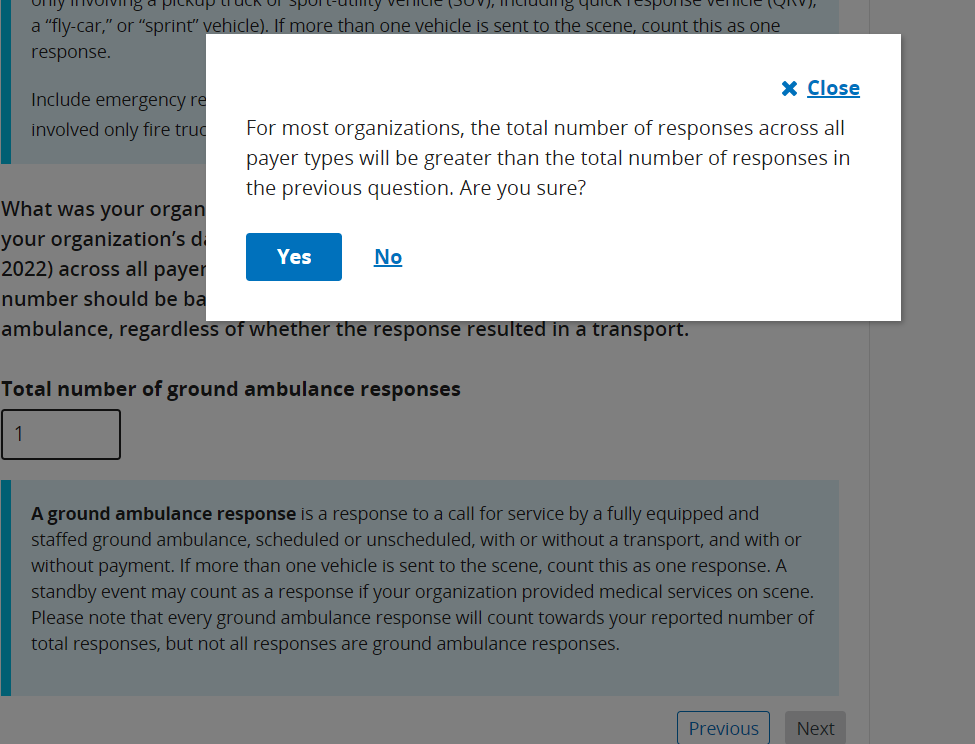 only involving a pickup truck or sport-utility vehicle (SUV), including quick response vehicle (QRV),
a “fly-car,” or “sprint” vehicle). If more than one vehicle is sent to the scene, count this as one
response.
Include emergency re
involved only fire truc
✖ Close
For most organizations, the total number of responses across all
payer types will be greater than the total number of responses in
the previous question. Are you sure?
Yes No
What was your organ
your organization’s da
2022) across all payer
number should be ba
ambulance, regardless of whether the response resulted in a transport.
Total number of ground ambulance responses
1
A ground ambulance response is a response to a call for service by a fully equipped and
staffed ground ambulance, scheduled or unscheduled, with or without a transport, and with or
without payment. If more than one vehicle is sent to the scene, count this as one response. A
standby event may count as a response if your organization provided medical services on scene.
Please note that every ground ambulance response will count towards your reported number of
total responses, but not all responses are ground ambulance responses.
Previous Next